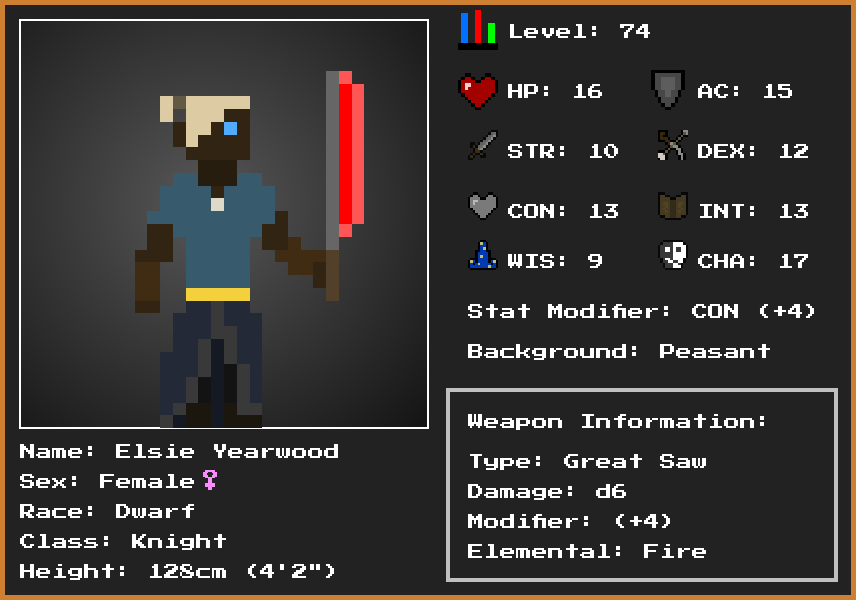 Level: 74
HP: 16 AC: 15
STR: 10 DEX: 12
CON: 13 INT: 13
WIS: 9 CHA: 17
Stat Modifier: CON (+4)
Background: Peasant
Weapon Information:
Type: Great Saw
Damage: d6
Modifier: (+4)
Elemental: Fire
Name: Elsie Yearwood
Sex: Female♀
Race: Dwarf
Class: Knight
Height: 128cm (4'2")